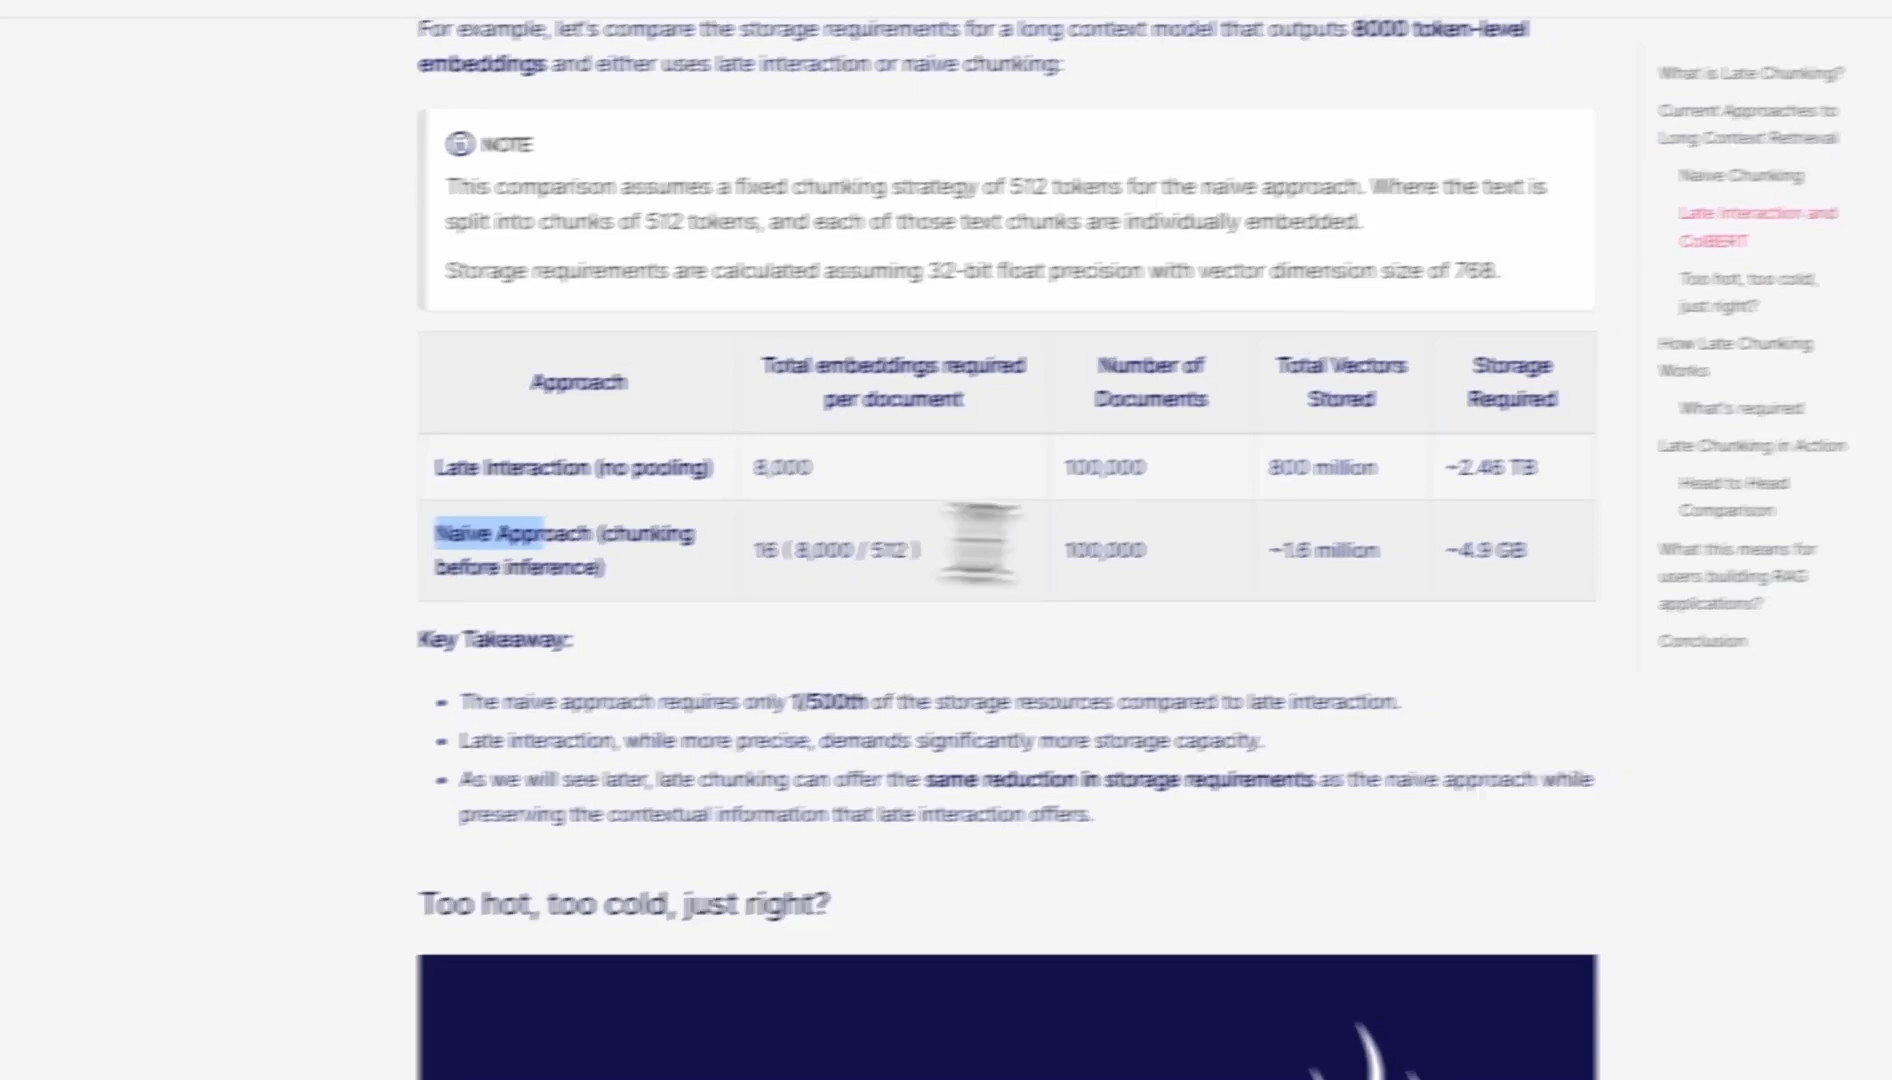 For example, let's compare the storage requirements for a long context model that outputs 8000 token-level
embeddings and either uses late interaction or naive chunking:
NOTE
This comparison assumes a fixed chunking strategy of 512 tokens for the naive approach. Where the text is
split into chunks of 512 tokens, and each of those text chunks are individually embedded.
Storage requirements are calculated assuming 32-bit float precision with vector dimension size of 768.
Approach
Total embeddings required
per document
Number of
Documents
Total Vectors
Stored
Storage
Required
Late Interaction (no pooling)
8,000
100,000
800 million
~2.46 TB
Naive Approach (chunking
before inference)
16 ( 8,000 / 512 )
100,000
~1.6 million
~4.9 GB
Key Takeaway:
The naive approach requires only 1/500th of the storage resources compared to late interaction.
Late interaction, while more precise, demands significantly more storage capacity.
As we will see later, late chunking can offer the same reduction in storage requirements as the naive approach while
preserving the contextual information that late interaction offers.
Too hot, too cold, just right?
What is Late Chunking?
Current Approaches to
Long Context Retrieval
Naive Chunking
Late Interaction and
ColBERT
Too hot, too cold,
just right?
How Late Chunking
Works
What's required
Late Chunking in Action
Head to Head
Comparison
What this means for
users building RAG
applications?
Conclusion